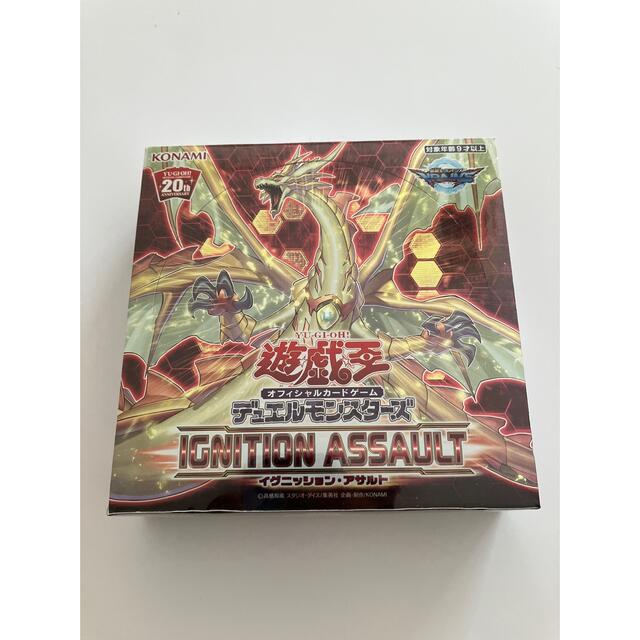 KONAMI
対象年齢9才以上
YU-GI-OH!
20th
ANNIVERSARY
VRAINS
YU-GI-OH!
遊戯王
オフィシャルカードゲーム
デュエルモンスターズ
IGNITION ASSAULT
イグニッション・アサルト
©高橋和希 スタジオ・ダイス/集英社 企画・制作/KONAMI